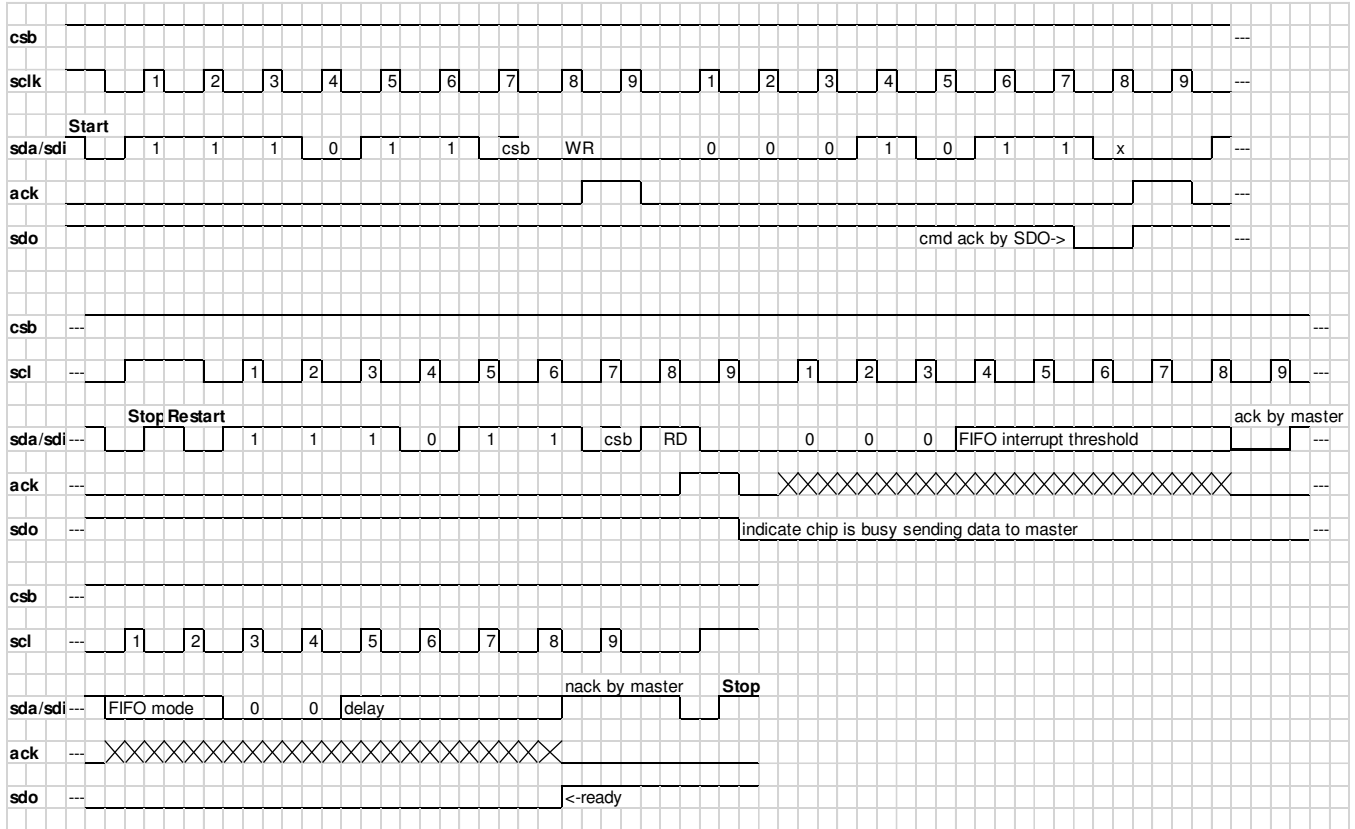 csb ---
sclk 1 2 3 4 5 6 7 8 9 1 2 3 4 5 6 7 8 9 ---
Start
sda/sdi 1 1 1 0 1 1 csb WR 0 0 0 1 0 1 1 x ---
ack ---
sdo cmd ack by SDO-> ---
csb --- ---
scl --- 1 2 3 4 5 6 7 8 9 1 2 3 4 5 6 7 8 9 ---
Stop Restart ack by master
sda/sdi --- 1 1 1 0 1 1 csb RD 0 0 0 FIFO interrupt threshold ---
ack --- ---
sdo --- indicate chip is busy sending data to master ---
csb ---
scl --- 1 2 3 4 5 6 7 8 9
nack by master Stop
sda/sdi --- FIFO mode 0 0 delay
ack ---
sdo --- <-ready